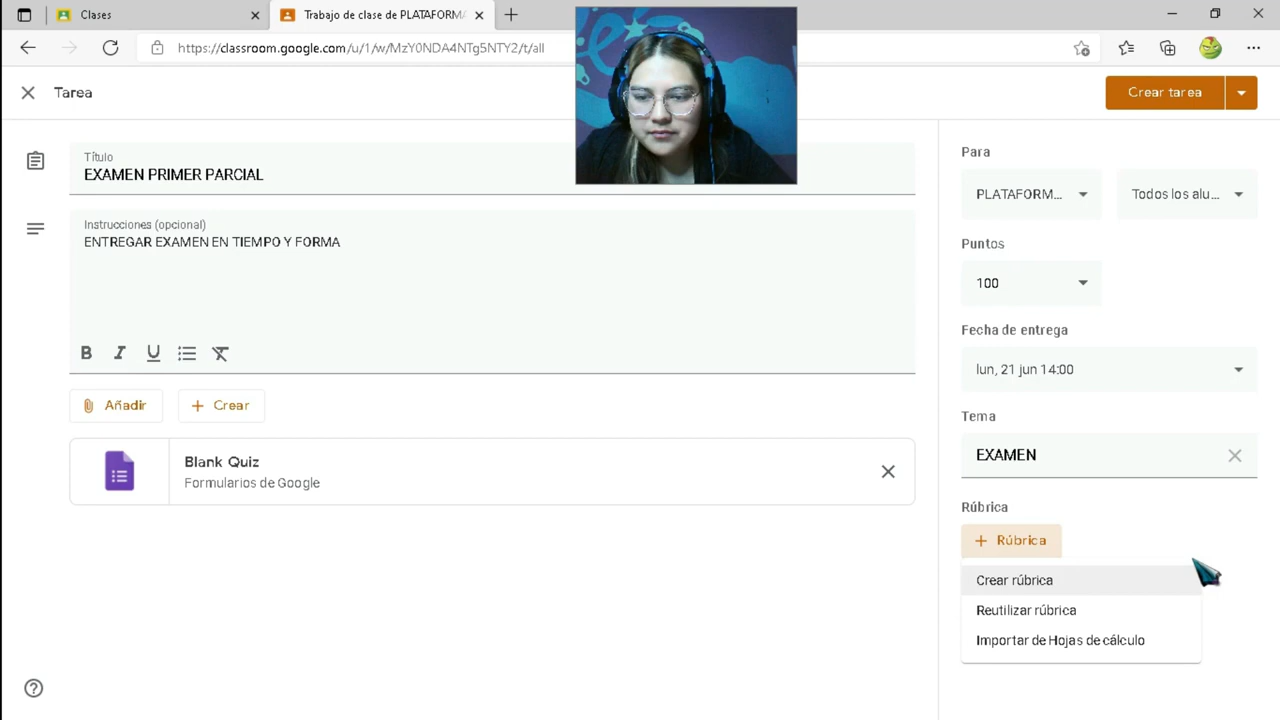 Clases
Trabajo de clase de PLATAFORMA
https://classroom.google.com/u/1/w/MzY0NDA4NTg5NTY2/t/all
Tarea
Crear tarea
Título
EXAMEN PRIMER PARCIAL
Instrucciones (opcional)
ENTREGAR EXAMEN EN TIEMPO Y FORMA
B I U
Añadir
Crear
Blank Quiz
Formularios de Google
Para
PLATAFORM...
Todos los alu...
Puntos
100
Fecha de entrega
lun, 21 jun 14:00
Tema
EXAMEN
Rúbrica
+ Rúbrica
Crear rúbrica
Reutilizar rúbrica
Importar de Hojas de cálculo